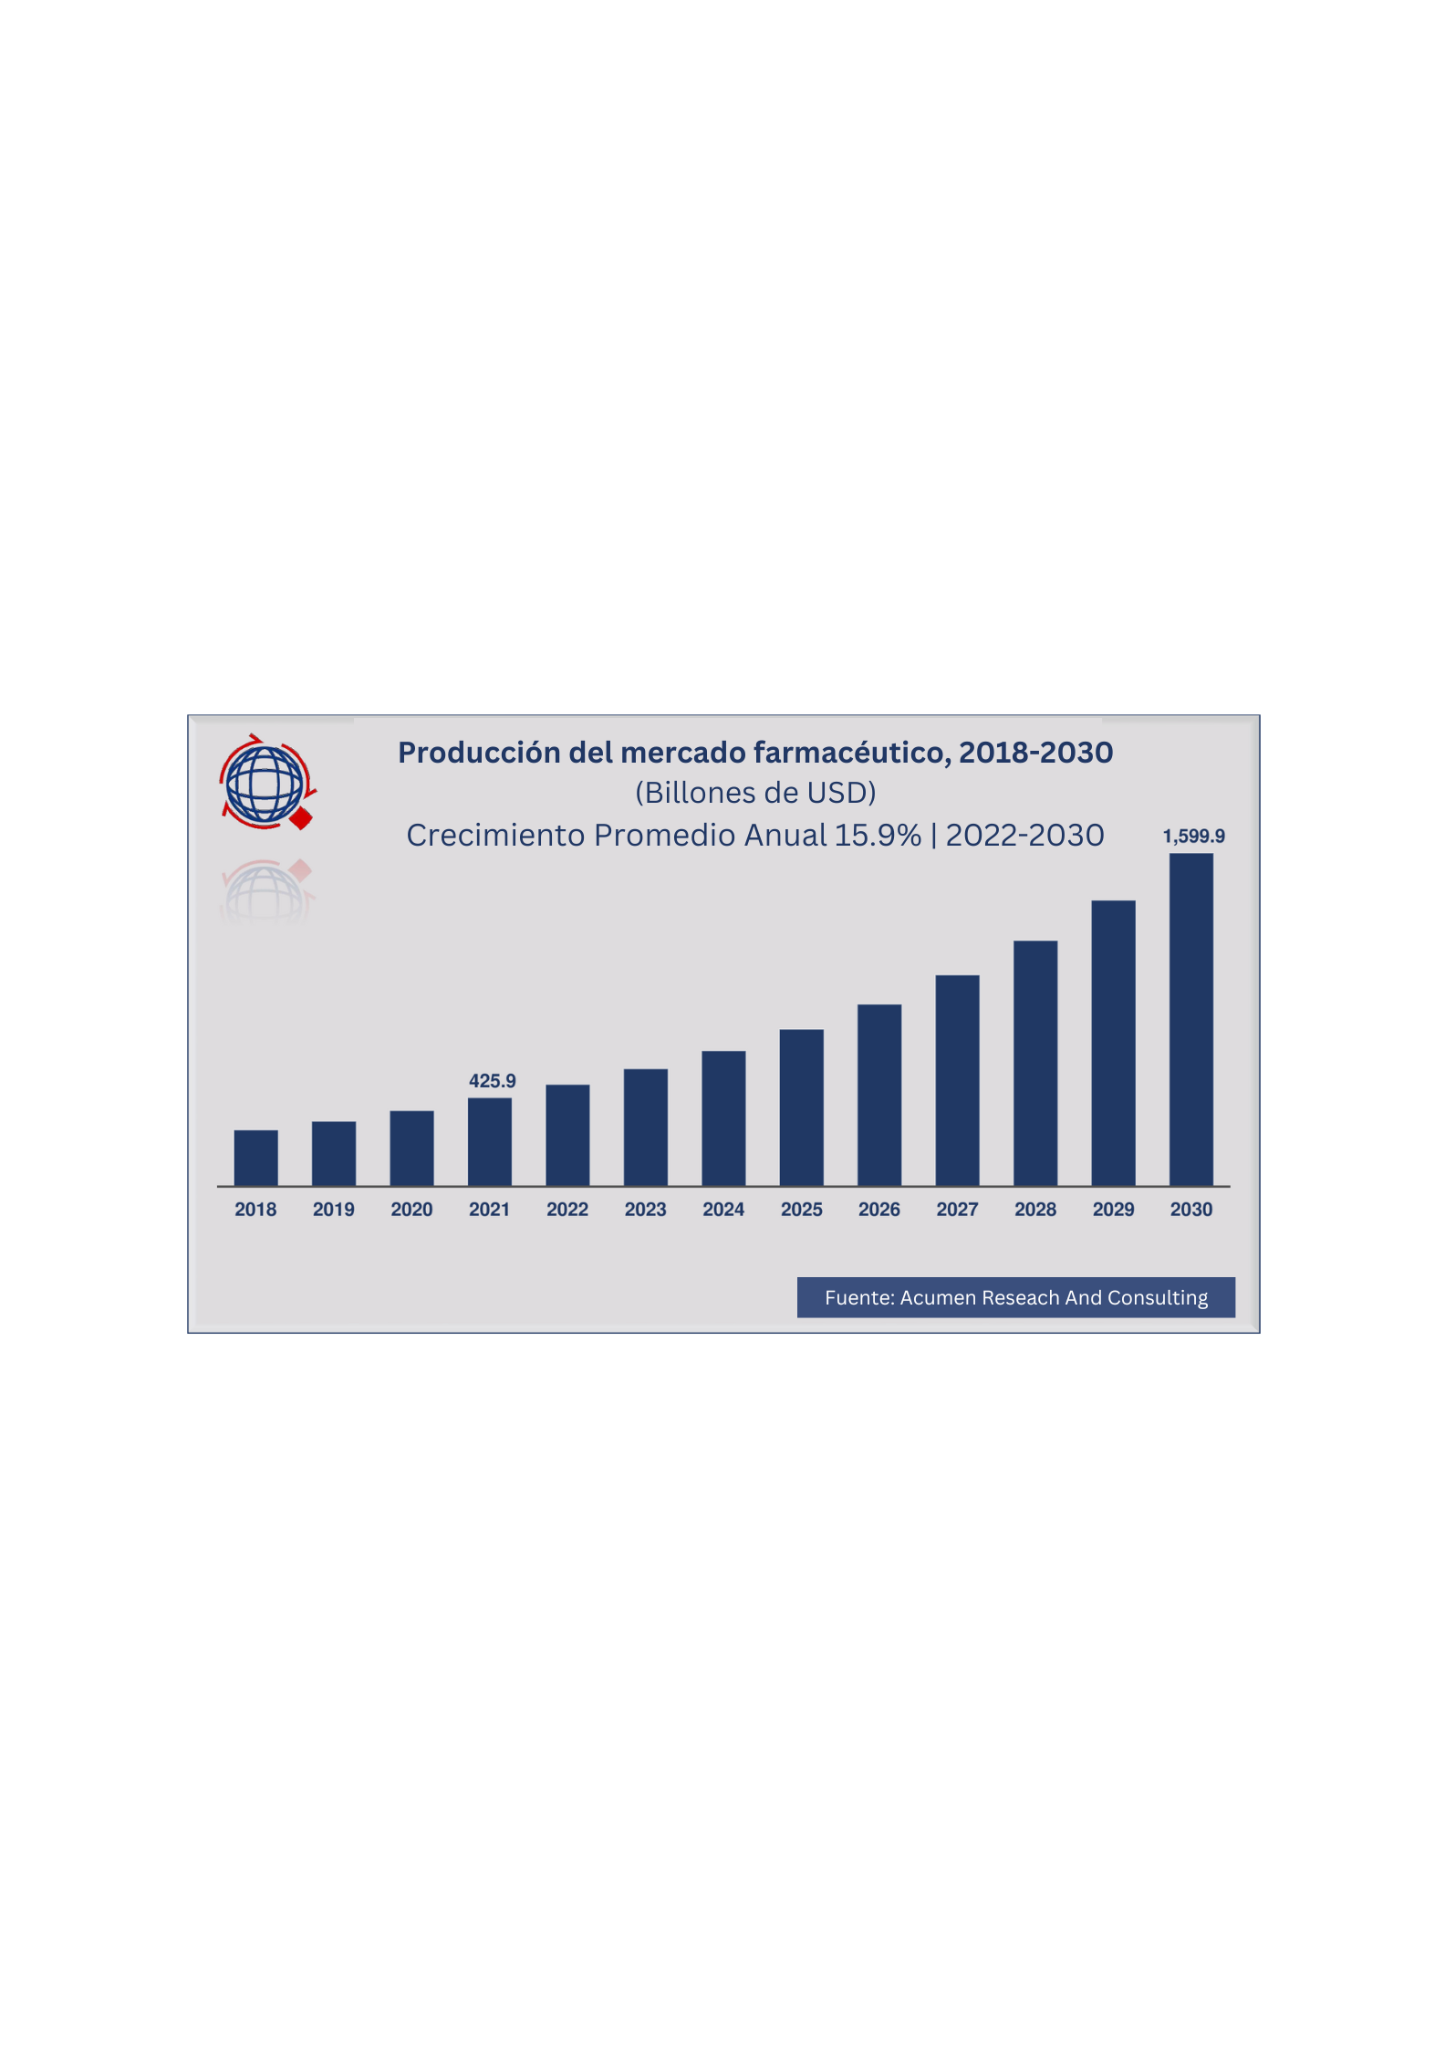 Producción del mercado farmacéutico, 2018-2030
(Billones de USD)
Crecimiento Promedio Anual 15.9% | 2022-2030
1,599.9
425.9
2018 2019 2020 2021 2022 2023 2024 2025 2026 2027 2028 2029 2030
Fuente: Acumen Reseach And Consulting